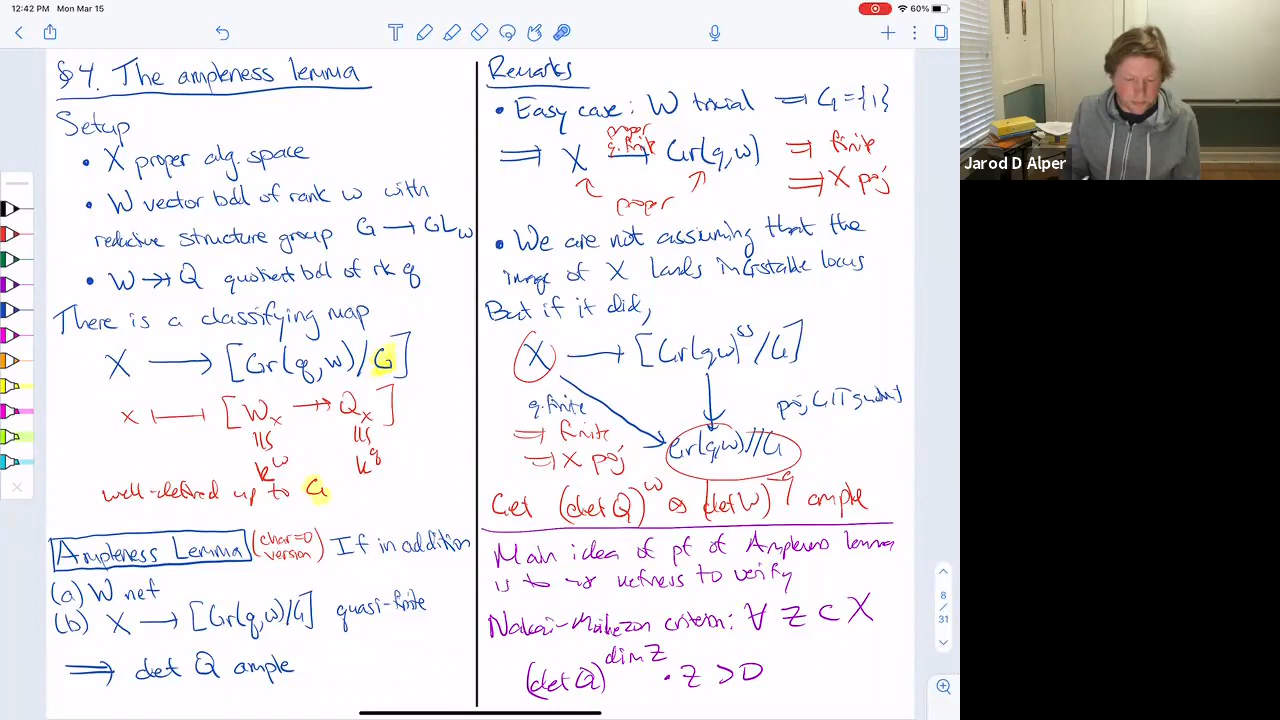 12:42 PM Mon Mar 15
60%
§4. The ampleness lemma
Setup
• X proper alg. space
• W vector bdl of rank w with
reductive structure group G → GL_w
• W ↠ Q quotient bdl of rk q
There is a classifying map
X → [Gr(q,w)/G]
x ↦ [W_x ↠ Q_x]
k^w k^q
well-defined up to G
Ampleness Lemma (char=0 version) If in addition
(a) W nef
(b) X → [Gr(q,w)/G] quasi-finite
⟹ det Q ample
Remarks
• Easy case: W trivial ⟹ G={1}
proper
q. finite
⟹ X → Gr(q,w) ⟹ finite
⟹ X proj
proper
• We are not assuming that the
image of X lands in stable locus
But if it did,
X → [Gr(q,w)^ss/G]
q. finite
proj, GIT quotient
⟹ finite
Gr(q,w)//G
⟹ X proj
Get (det Q)^w ⊗ (det W)^-q ample
Main idea of pf of Ampleness lemma
is to nefness to verify
Nakai-Moishezon criterion: ∀ Z ⊂ X
(det Q)^dim Z · Z > 0
Jarod D Alper
8
/
31